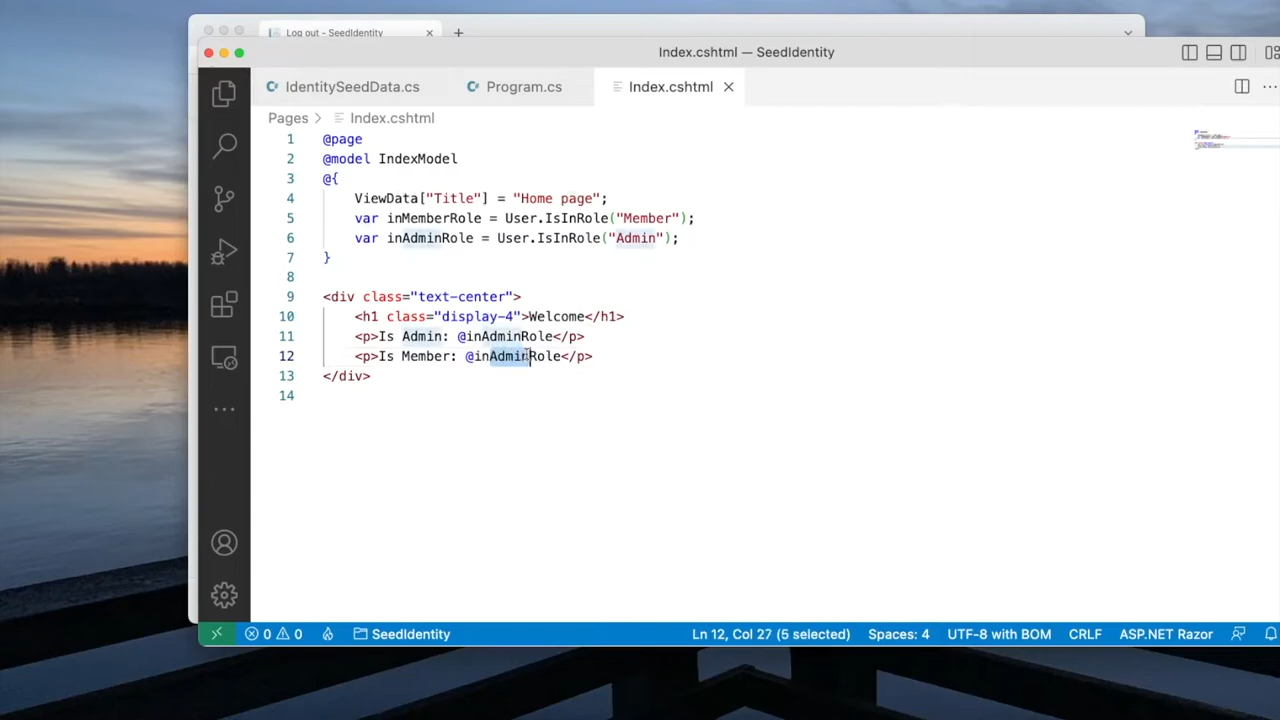 Log out - SeedIdentity × +
Index.cshtml — SeedIdentity
IdentitySeedData.cs Program.cs Index.cshtml ×
Pages > Index.cshtml
1 @page
2 @model IndexModel
3 @{
4 ViewData["Title"] = "Home page";
5 var inMemberRole = User.IsInRole("Member");
6 var inAdminRole = User.IsInRole("Admin");
7 }
8
9 <div class="text-center">
10 <h1 class="display-4">Welcome</h1>
11 <p>Is Admin: @inAdminRole</p>
12 <p>Is Member: @inAdminRole</p>
13 </div>
14
0 0 SeedIdentity Ln 12, Col 27 (5 selected) Spaces: 4 UTF-8 with BOM CRLF ASP.NET Razor